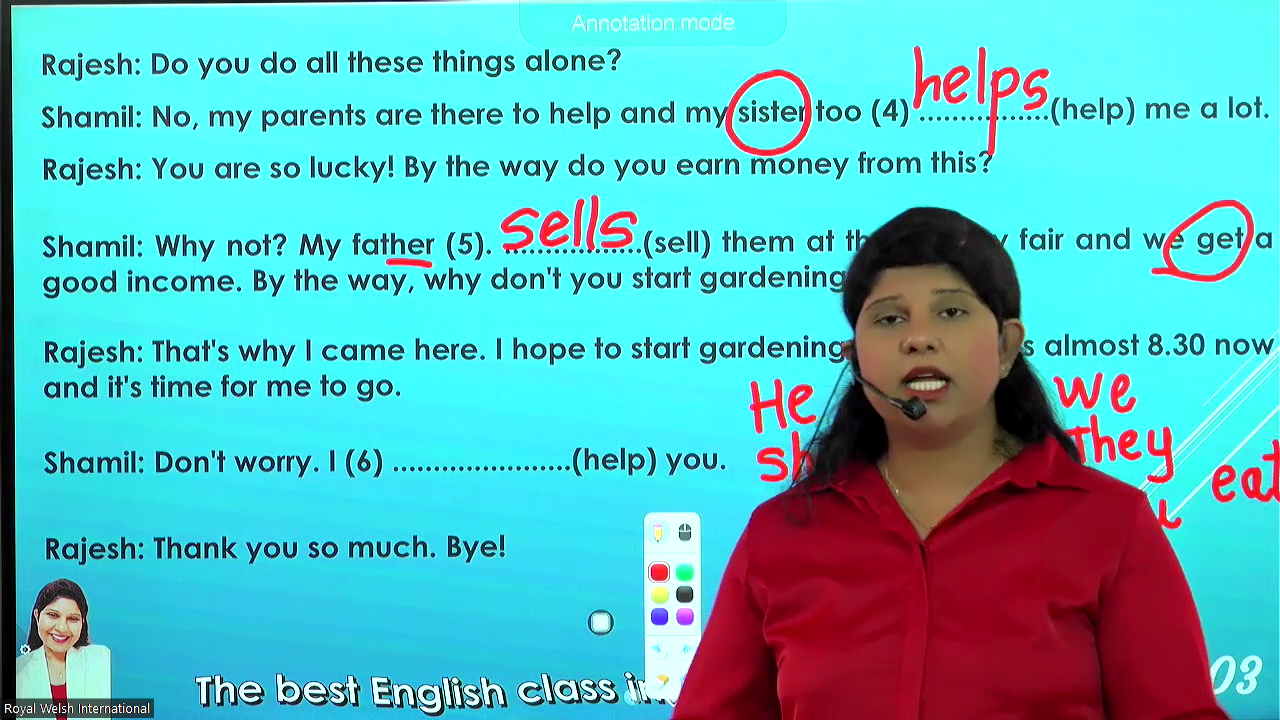 Annotation mode
Rajesh: Do you do all these things alone?
helps
Shamil: No, my parents are there to help and my sister too (4) ................(help) me a lot.
Rajesh: You are so lucky! By the way do you earn money from this?
sells
Shamil: Why not? My father (5). .................(sell) them at fair and we get a
good income. By the way, why don't you start gardening
Rajesh: That's why I came here. I hope to start gardening almost 8.30 now
and it's time for me to go.
He We
They
eat
Shamil: Don't worry. I (6) .....................(help) you.
Rajesh: Thank you so much. Bye!
The best English class
03
Royal Welsh International